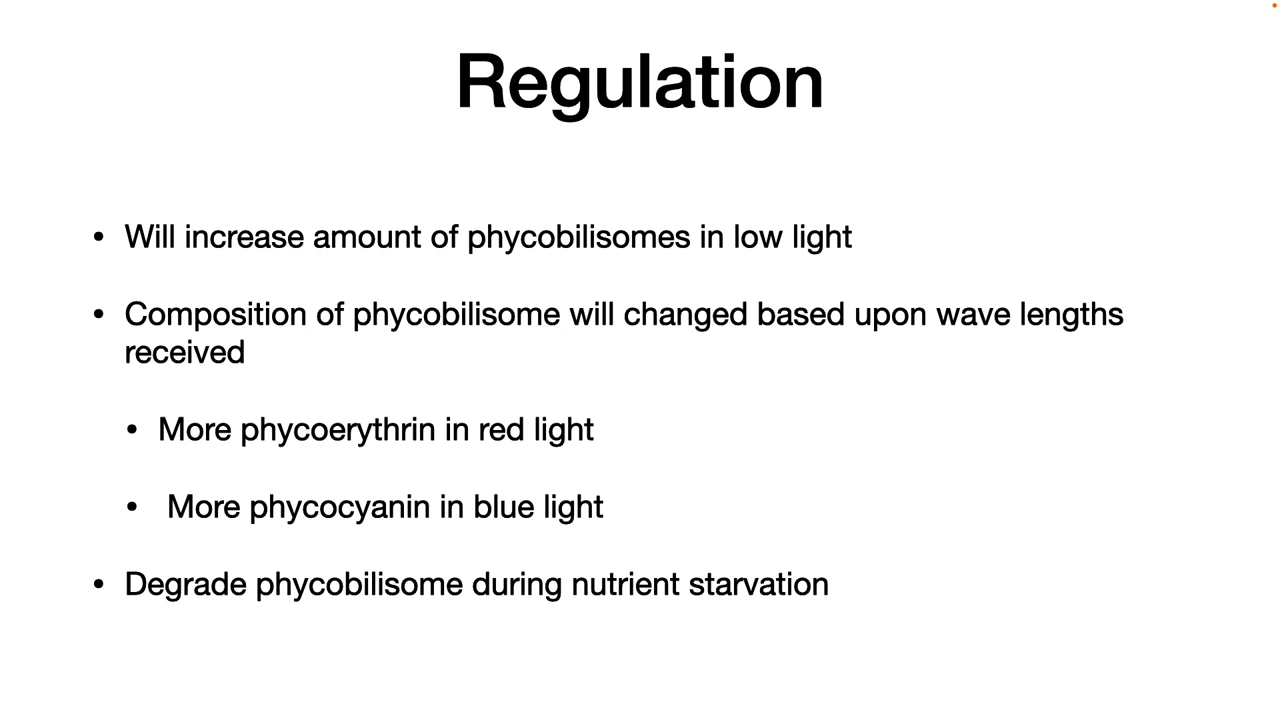 Regulation
• Will increase amount of phycobilisomes in low light
• Composition of phycobilisome will changed based upon wave lengths
received
• More phycoerythrin in red light
• More phycocyanin in blue light
• Degrade phycobilisome during nutrient starvation